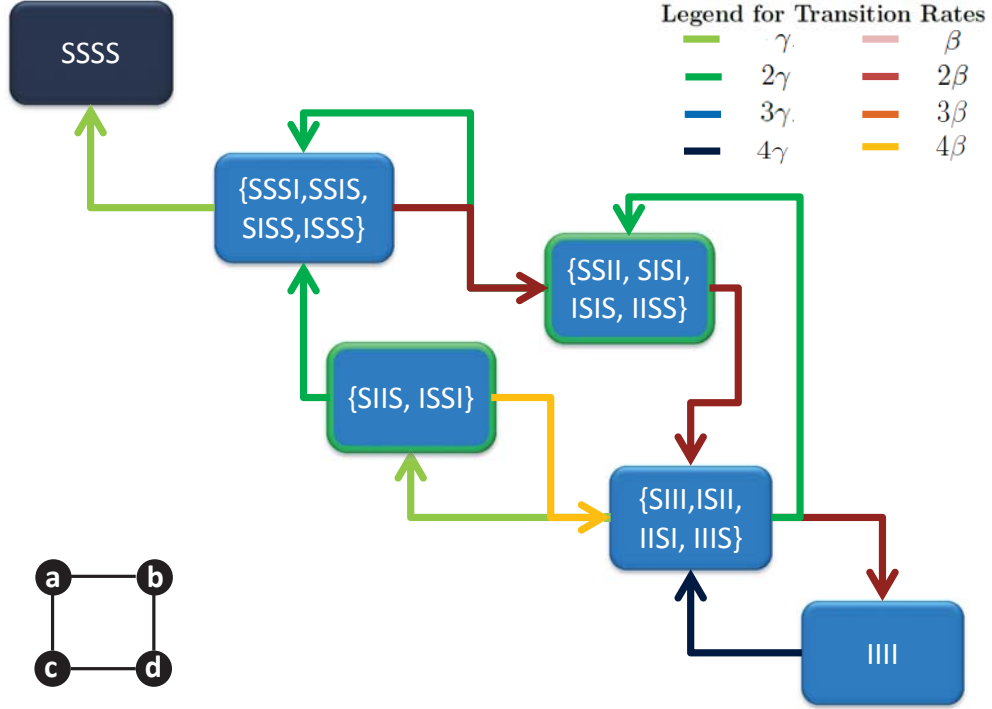 Legend for Transition Rates
γ.
β
2γ
2β
3γ.
3β
4γ
4β
SSSS
{SSSI,SSIS,
SISS,ISSS}
{SSII, SISI,
ISIS, IISS}
{SIIS, ISSI}
{SIII,ISII,
IISI, IIIS}
IIII
a
b
c
d